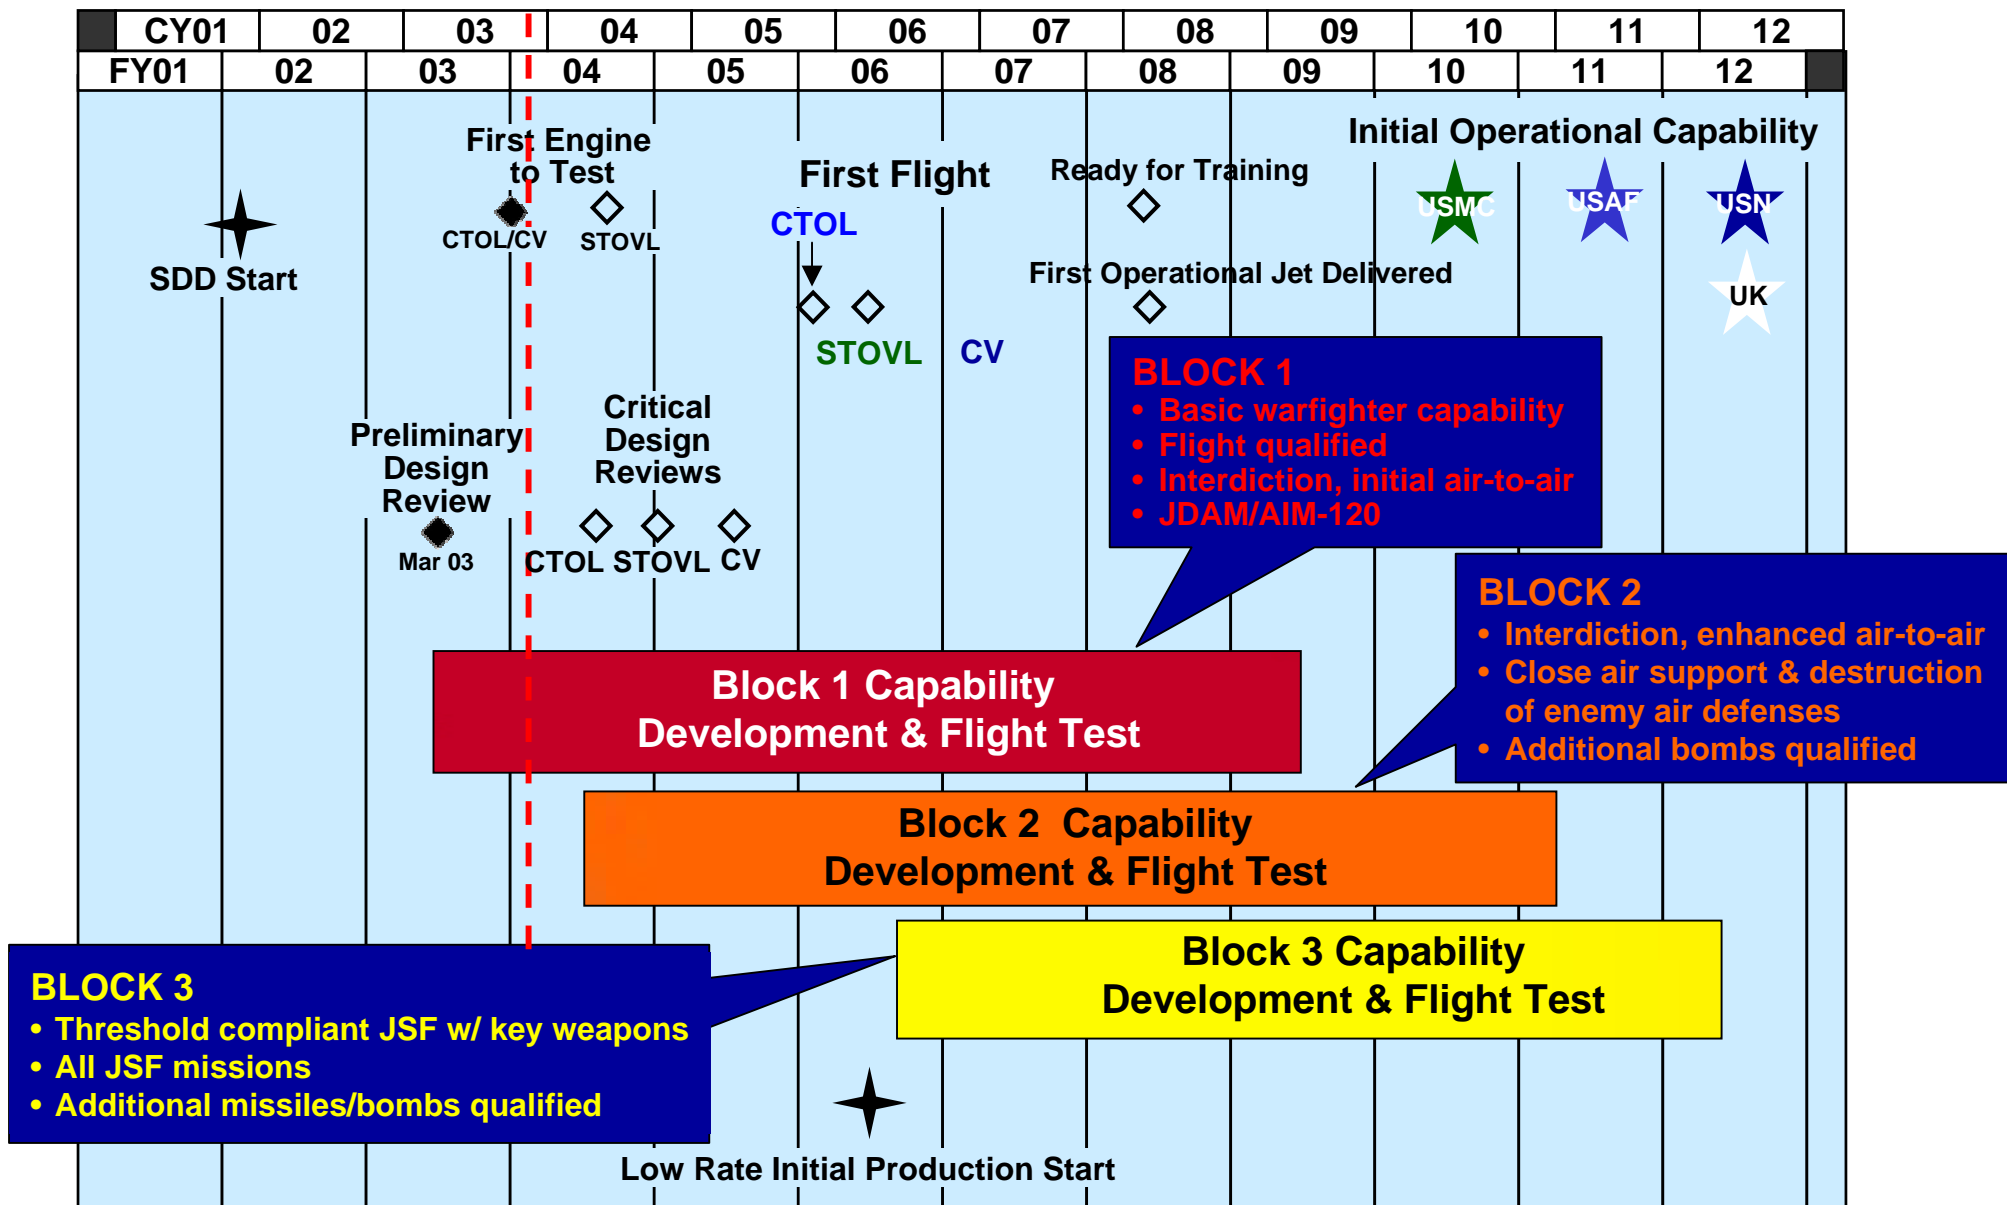 CY01 02 03 04 05 06 07 08 09 10 11 12
FY01 02 03 04 05 06 07 08 09 10 11 12
First Engine
to Test
CTOL/CV
STOVL
SDD Start
First Flight
CTOL
STOVL
CV
Ready for Training
First Operational Jet Delivered
Initial Operational Capability
USMC
USAF
USN
UK
Preliminary
Design
Review
Mar 03
Critical
Design
Reviews
CTOL STOVL CV
BLOCK 1
• Basic warfighter capability
• Flight qualified
• Interdiction, initial air-to-air
• JDAM/AIM-120
BLOCK 2
• Interdiction, enhanced air-to-air
• Close air support & destruction
of enemy air defenses
• Additional bombs qualified
Block 1 Capability
Development & Flight Test
Block 2 Capability
Development & Flight Test
Block 3 Capability
Development & Flight Test
BLOCK 3
• Threshold compliant JSF w/ key weapons
• All JSF missions
• Additional missiles/bombs qualified
Low Rate Initial Production Start